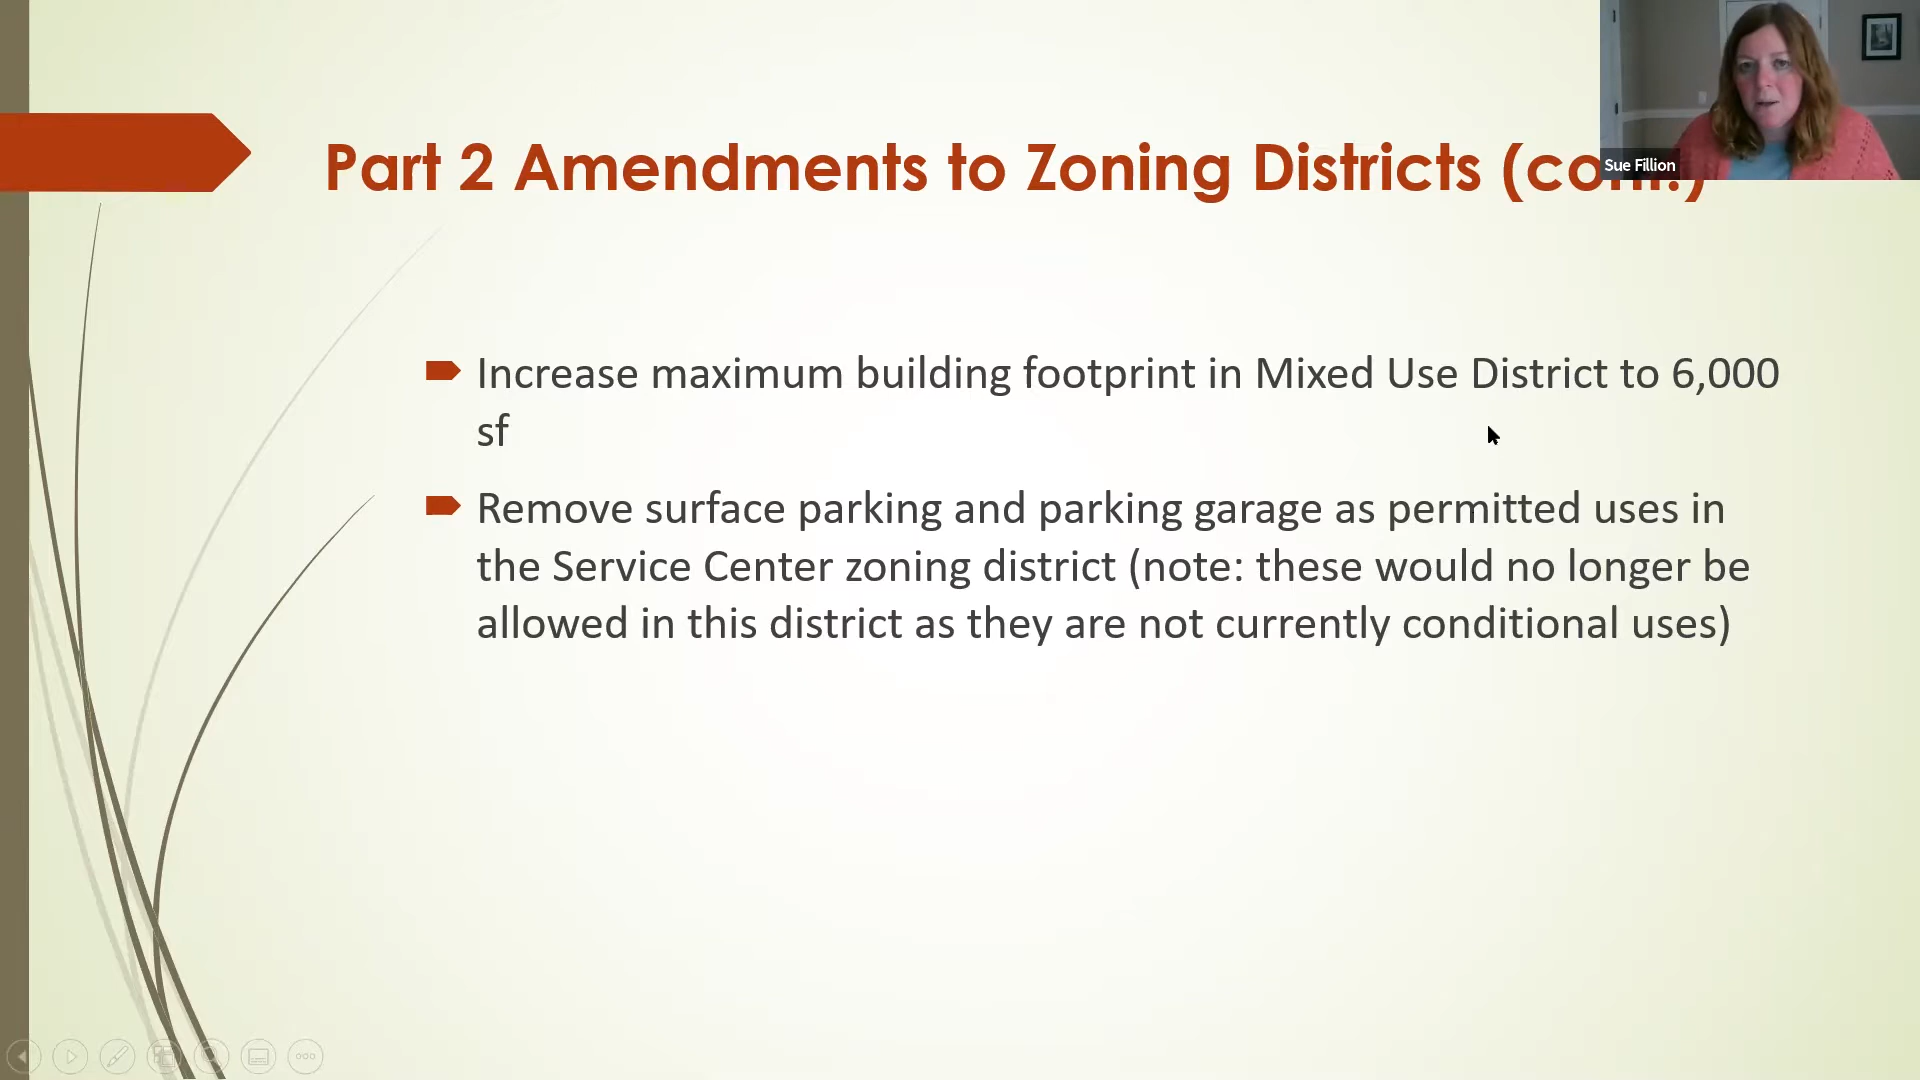 Part 2 Amendments to Zoning Districts
Sue Fillion
Increase maximum building footprint in Mixed Use District to 6,000
sf
Remove surface parking and parking garage as permitted uses in
the Service Center zoning district (note: these would no longer be
allowed in this district as they are not currently conditional uses)